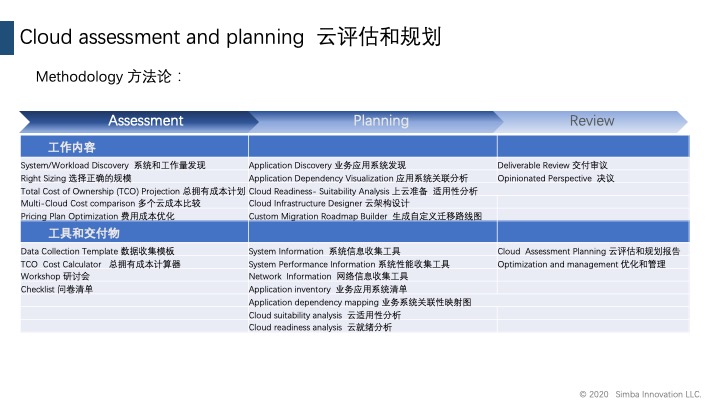 Cloud assessment and planning 云评估和规划
Methodology 方法论：
Assessment Planning Review
工作内容
System/Workload Discovery 系统和工作量发现 Application Discovery 业务应用系统发现 Deliverable Review 交付审议
Right Sizing 选择正确的规模 Application Dependency Visualization 应用系统关联分析 Opinionated Perspective 决议
Total Cost of Ownership (TCO) Projection 总拥有成本计划 Cloud Readiness- Suitability Analysis 上云准备 适用性分析
Multi-Cloud Cost comparison 多个云成本比较 Cloud Infrastructure Designer 云架构设计
Pricing Plan Optimization 费用成本优化 Custom Migration Roadmap Builder 生成自定义迁移路线图
工具和交付物
Data Collection Template 数据收集模板 System Information 系统信息收集工具 Cloud Assessment Planning 云评估和规划报告
TCO Cost Calculator 总拥有成本计算器 System Performance Information 系统性能收集工具 Optimization and management 优化和管理
Workshop 研讨会 Network Information 网络信息收集工具
Checklist 问卷清单 Application inventory 业务应用系统清单
Application dependency mapping 业务系统关联性映射图
Cloud suitability analysis 云适用性分析
Cloud readiness analysis 云就绪分析
© 2020 Simba Innovation LLC.